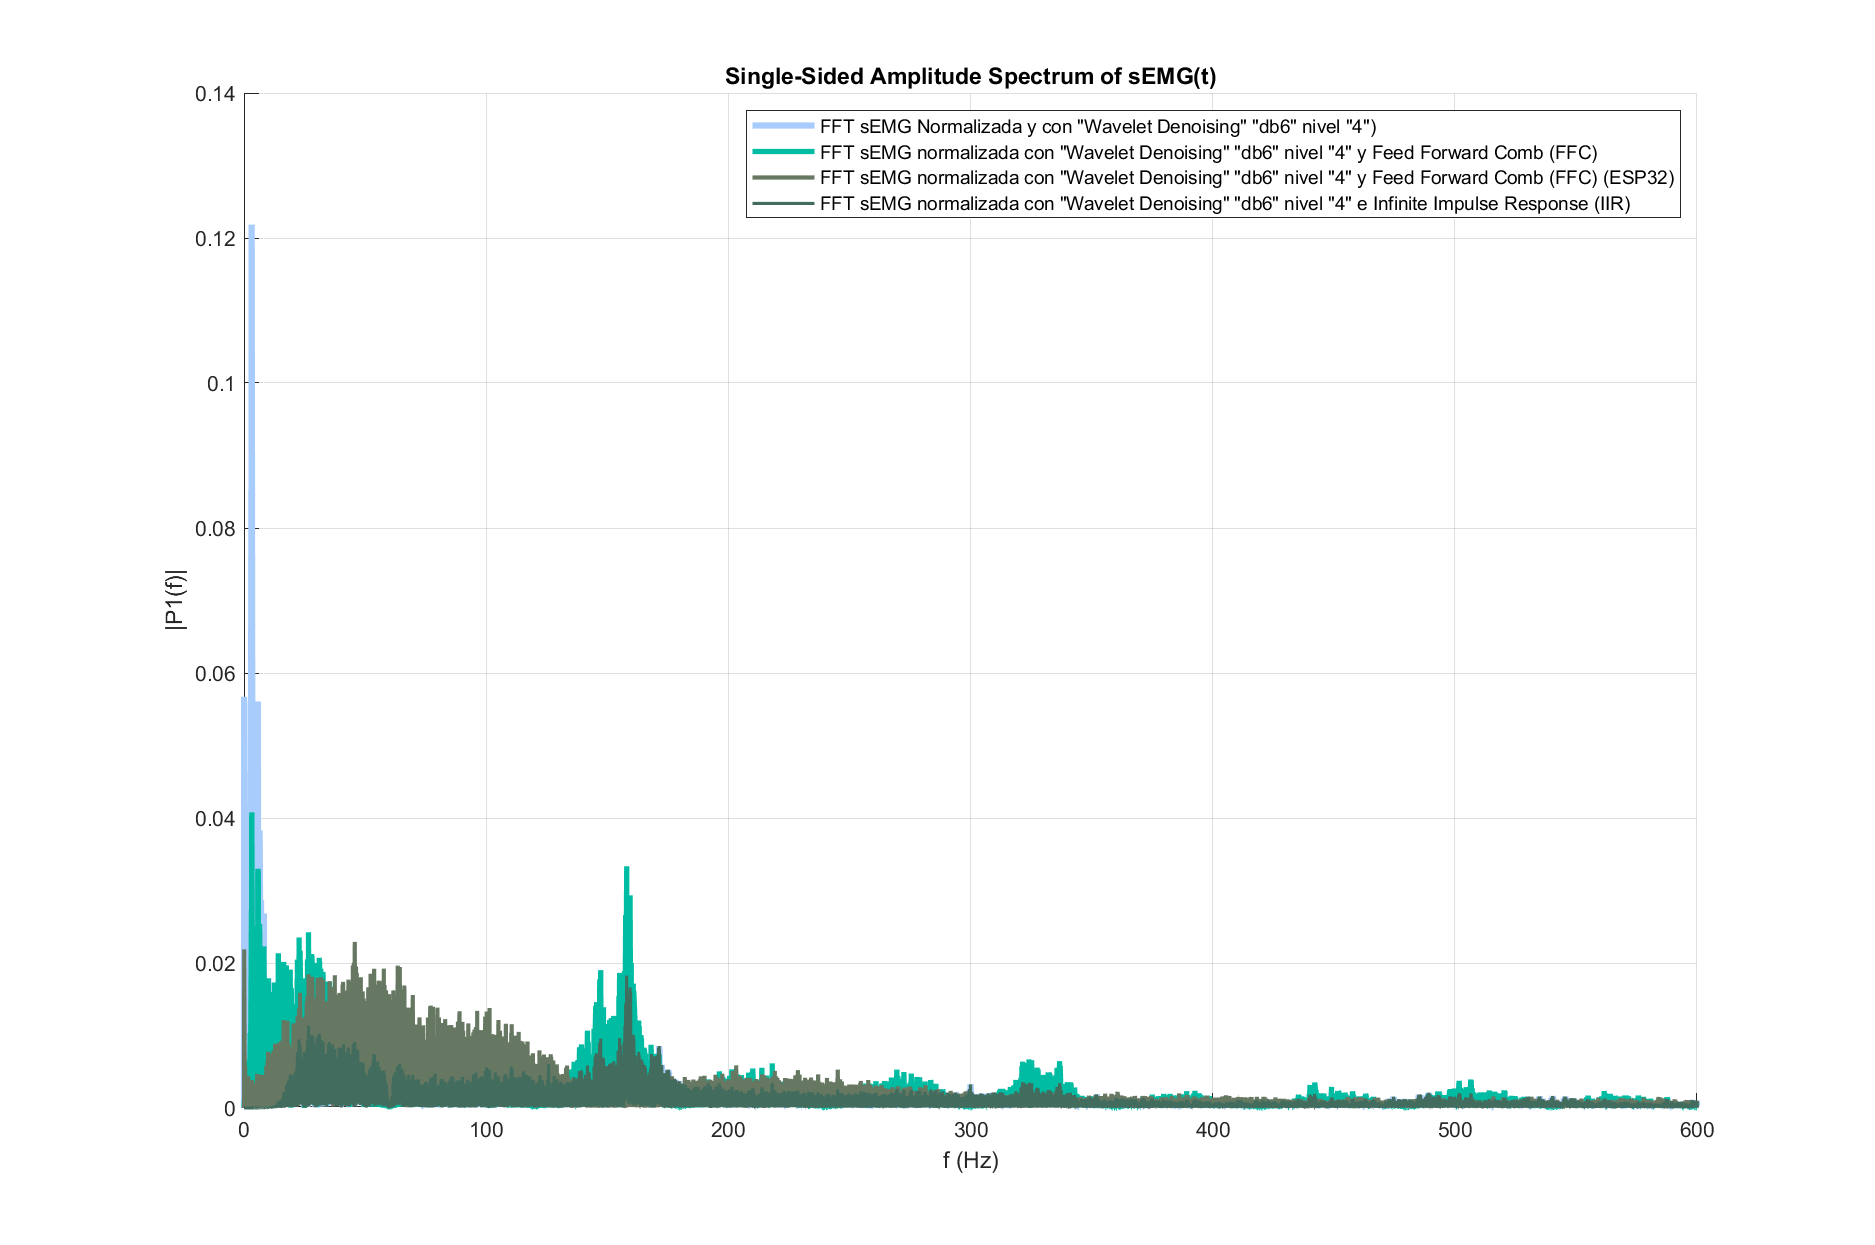 Single-Sided Amplitude Spectrum of sEMG(t)
FFT sEMG Normalizada y con "Wavelet Denoising" "db6" nivel "4")
FFT sEMG normalizada con "Wavelet Denoising" "db6" nivel "4" y Feed Forward Comb (FFC)
FFT sEMG normalizada con "Wavelet Denoising" "db6" nivel "4" y Feed Forward Comb (FFC) (ESP32)
FFT sEMG normalizada con "Wavelet Denoising" "db6" nivel "4" e Infinite Impulse Response (IIR)
0.14
0.12
0.1
0.08
0.06
0.04
0.02
0
|P1(f)|
0 100 200 300 400 500 600
f (Hz)